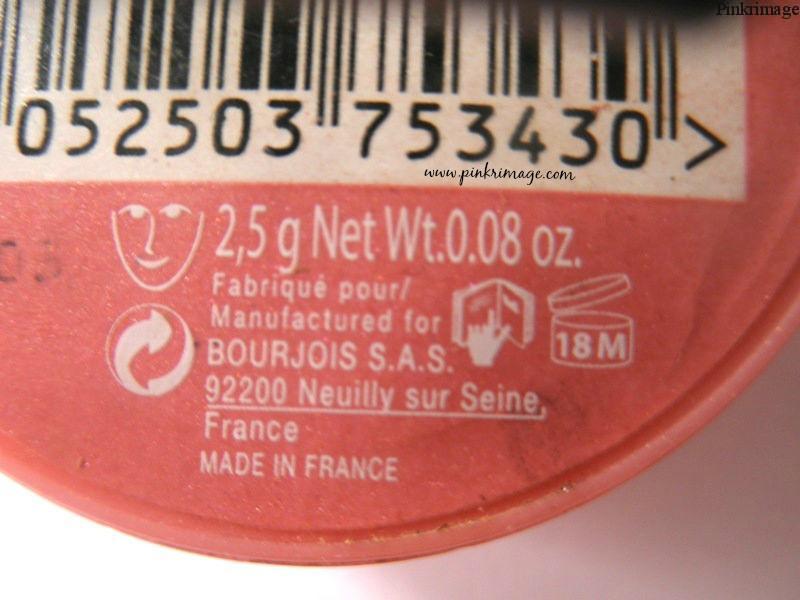 Pinkrimage
052503 753430 >
www.pinkrimage.com
2,5 g Net Wt.0.08 oz.
Fabriqué pour/
Manufactured for
BOURJOIS S.A.S.
92200 Neuilly sur Seine,
France
MADE IN FRANCE
18M